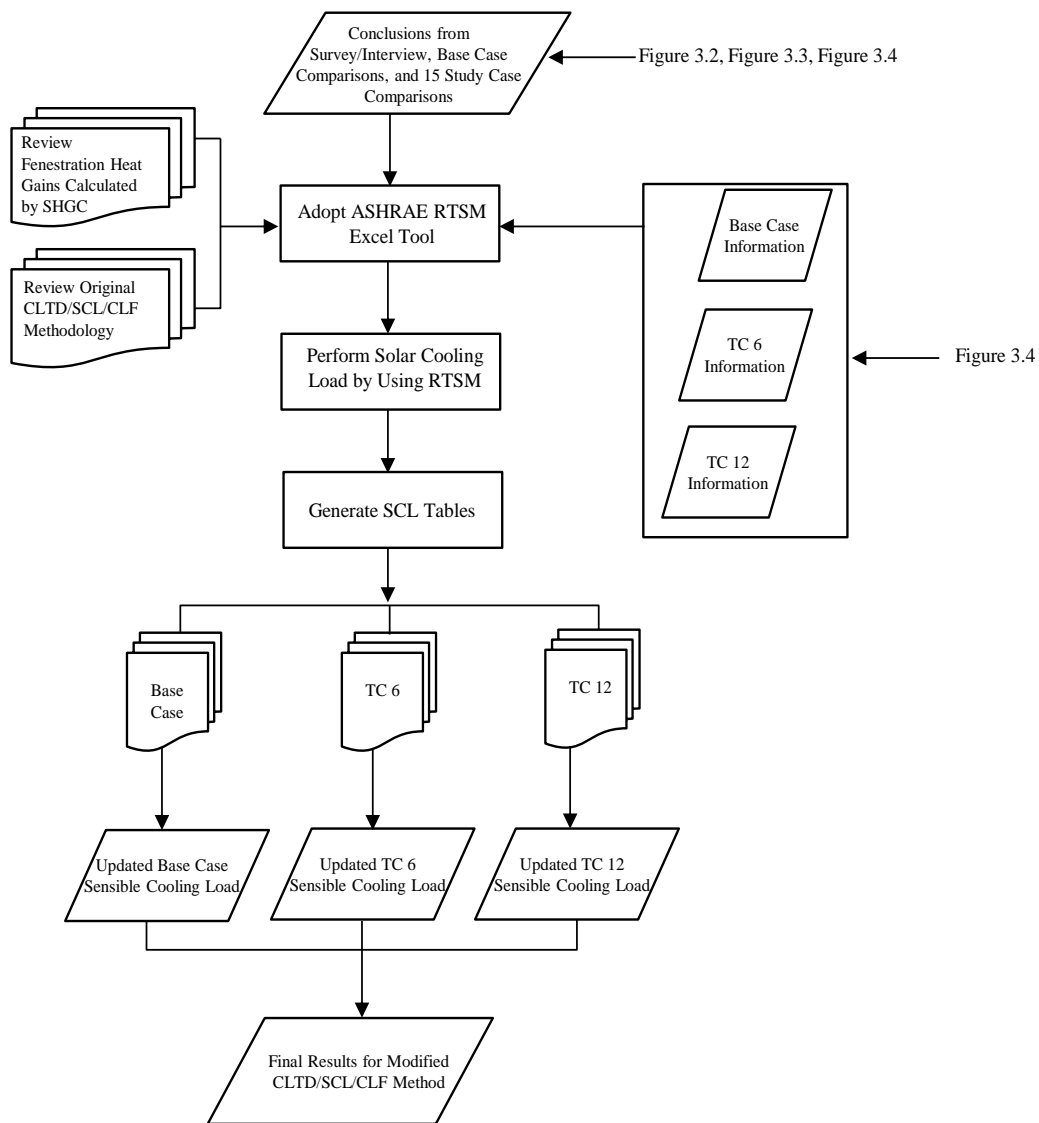 Conclusions from
Survey/Interview, Base Case
Comparisons, and 15 Study Case
Comparisons
Figure 3.2, Figure 3.3, Figure 3.4
Review
Fenestration Heat
Gains Calculated
by SHGC
Review Original
CLTD/SCL/CLF
Methodology
Adopt ASHRAE RTSM
Excel Tool
Base Case
Information
TC 6
Information
TC 12
Information
Figure 3.4
Perform Solar Cooling
Load by Using RTSM
Generate SCL Tables
Base
Case
TC 6
TC 12
Updated Base Case
Sensible Cooling Load
Updated TC 6
Sensible Cooling Load
Updated TC 12
Sensible Cooling Load
Final Results for Modified
CLTD/SCL/CLF Method